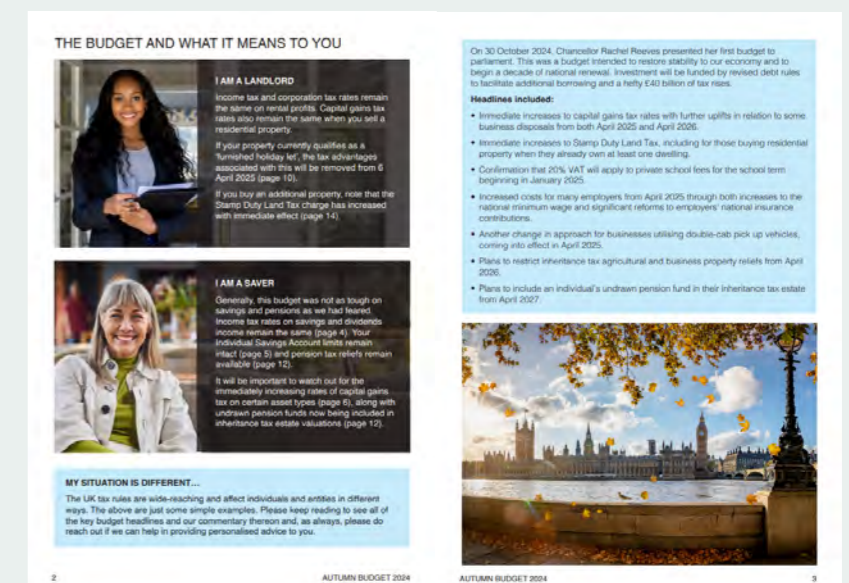 THE BUDGET AND WHAT IT MEANS TO YOU
I AM A LANDLORD
Income tax and corporation tax rates remain
the same on rental profits. Capital gains tax
rates also remain the same when you sell a
residential property.
If your property currently qualifies as a
'furnished holiday let', the tax advantages
associated with this will be removed from 6
April 2025 (page 10).
If you buy an additional property, note that the
Stamp Duty Land Tax charge has increased
with immediate effect (page 14).
I AM A SAVER
Generally, this budget was not as tough on
savings and pensions as we had feared.
Income tax rates on savings and dividends
income remain the same (page 4). Your
Individual Savings Account limits remain
intact (page 5) and pension tax reliefs remain
available (page 12).
It will be important to watch out for the
immediately increasing rates of capital gains
tax on certain asset types (page 6), along with
undrawn pension funds now being included in
inheritance tax estate valuations (page 12).
MY SITUATION IS DIFFERENT...
The UK tax rules are wide-reaching and affect individuals and entities in different
ways. The above are just some simple examples. Please keep reading to see all of
the key budget headlines and our commentary thereon and, as always, please do
reach out if we can help in providing personalised advice to you.
2
AUTUMN BUDGET 2024
On 30 October 2024, Chancellor Rachel Reeves presented her first budget to
parliament. This was a budget intended to restore stability to our economy and to
begin a decade of national renewal. Investment will be funded by revised debt rules
to facilitate additional borrowing and a hefty £40 billion of tax rises.
Headlines included:
• Immediate increases to capital gains tax rates with further uplifts in relation to some
business disposals from both April 2025 and April 2026.
• Immediate increases to Stamp Duty Land Tax, including for those buying residential
property when they already own at least one dwelling.
• Confirmation that 20% VAT will apply to private school fees for the school term
beginning in January 2025.
• Increased costs for many employers from April 2025 through both increases to the
national minimum wage and significant reforms to employers' national insurance
contributions.
• Another change in approach for businesses utilising double-cab pick up vehicles,
coming into effect in April 2025.
• Plans to restrict inheritance tax agricultural and business property reliefs from April
2026.
• Plans to include an individual's undrawn pension fund in their inheritance tax estate
from April 2027.
AUTUMN BUDGET 2024
3